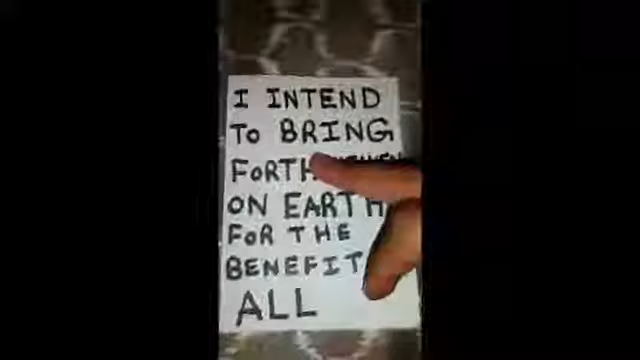 I INTEND
TO BRING
FORTH
ON EARTH
FOR THE
BENEFIT
ALL